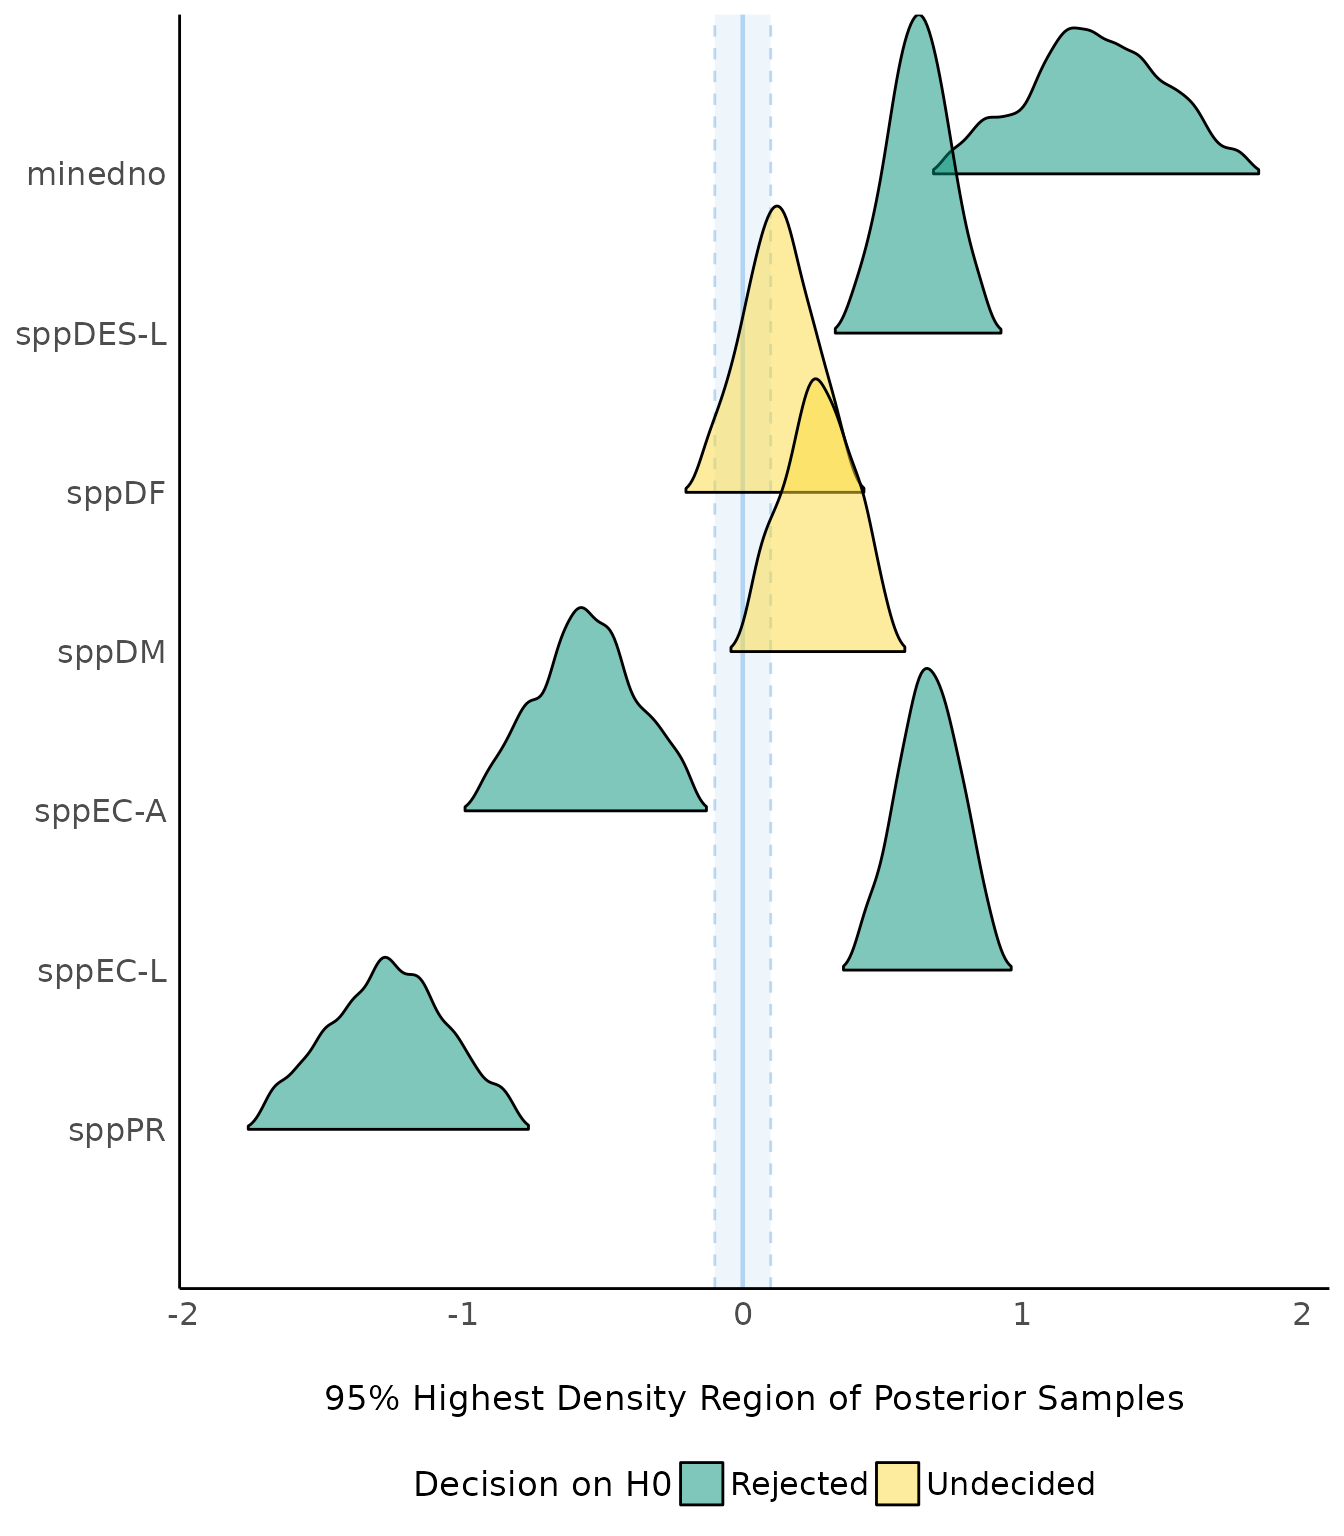 minedno
sppDES-L
sppDF
sppDM
sppEC-A
sppEC-L
sppPR
-2 -1 0 1 2
95% Highest Density Region of Posterior Samples
Decision on H0 Rejected Undecided